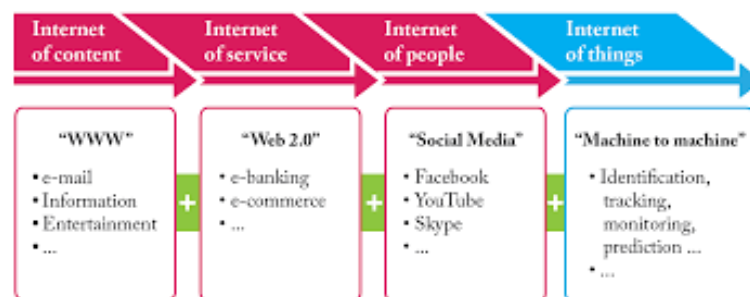 Internet
of content
Internet
of service
Internet
of people
Internet
of things
“WWW”
• e-mail
• Information
• Entertainment
• ...
+
“Web 2.0”
• e-banking
• e-commerce
• ...
+
“Social Media”
• Facebook
• YouTube
• Skype
• ...
+
“Machine to machine”
• Identification,
tracking,
monitoring,
prediction ...
• ...